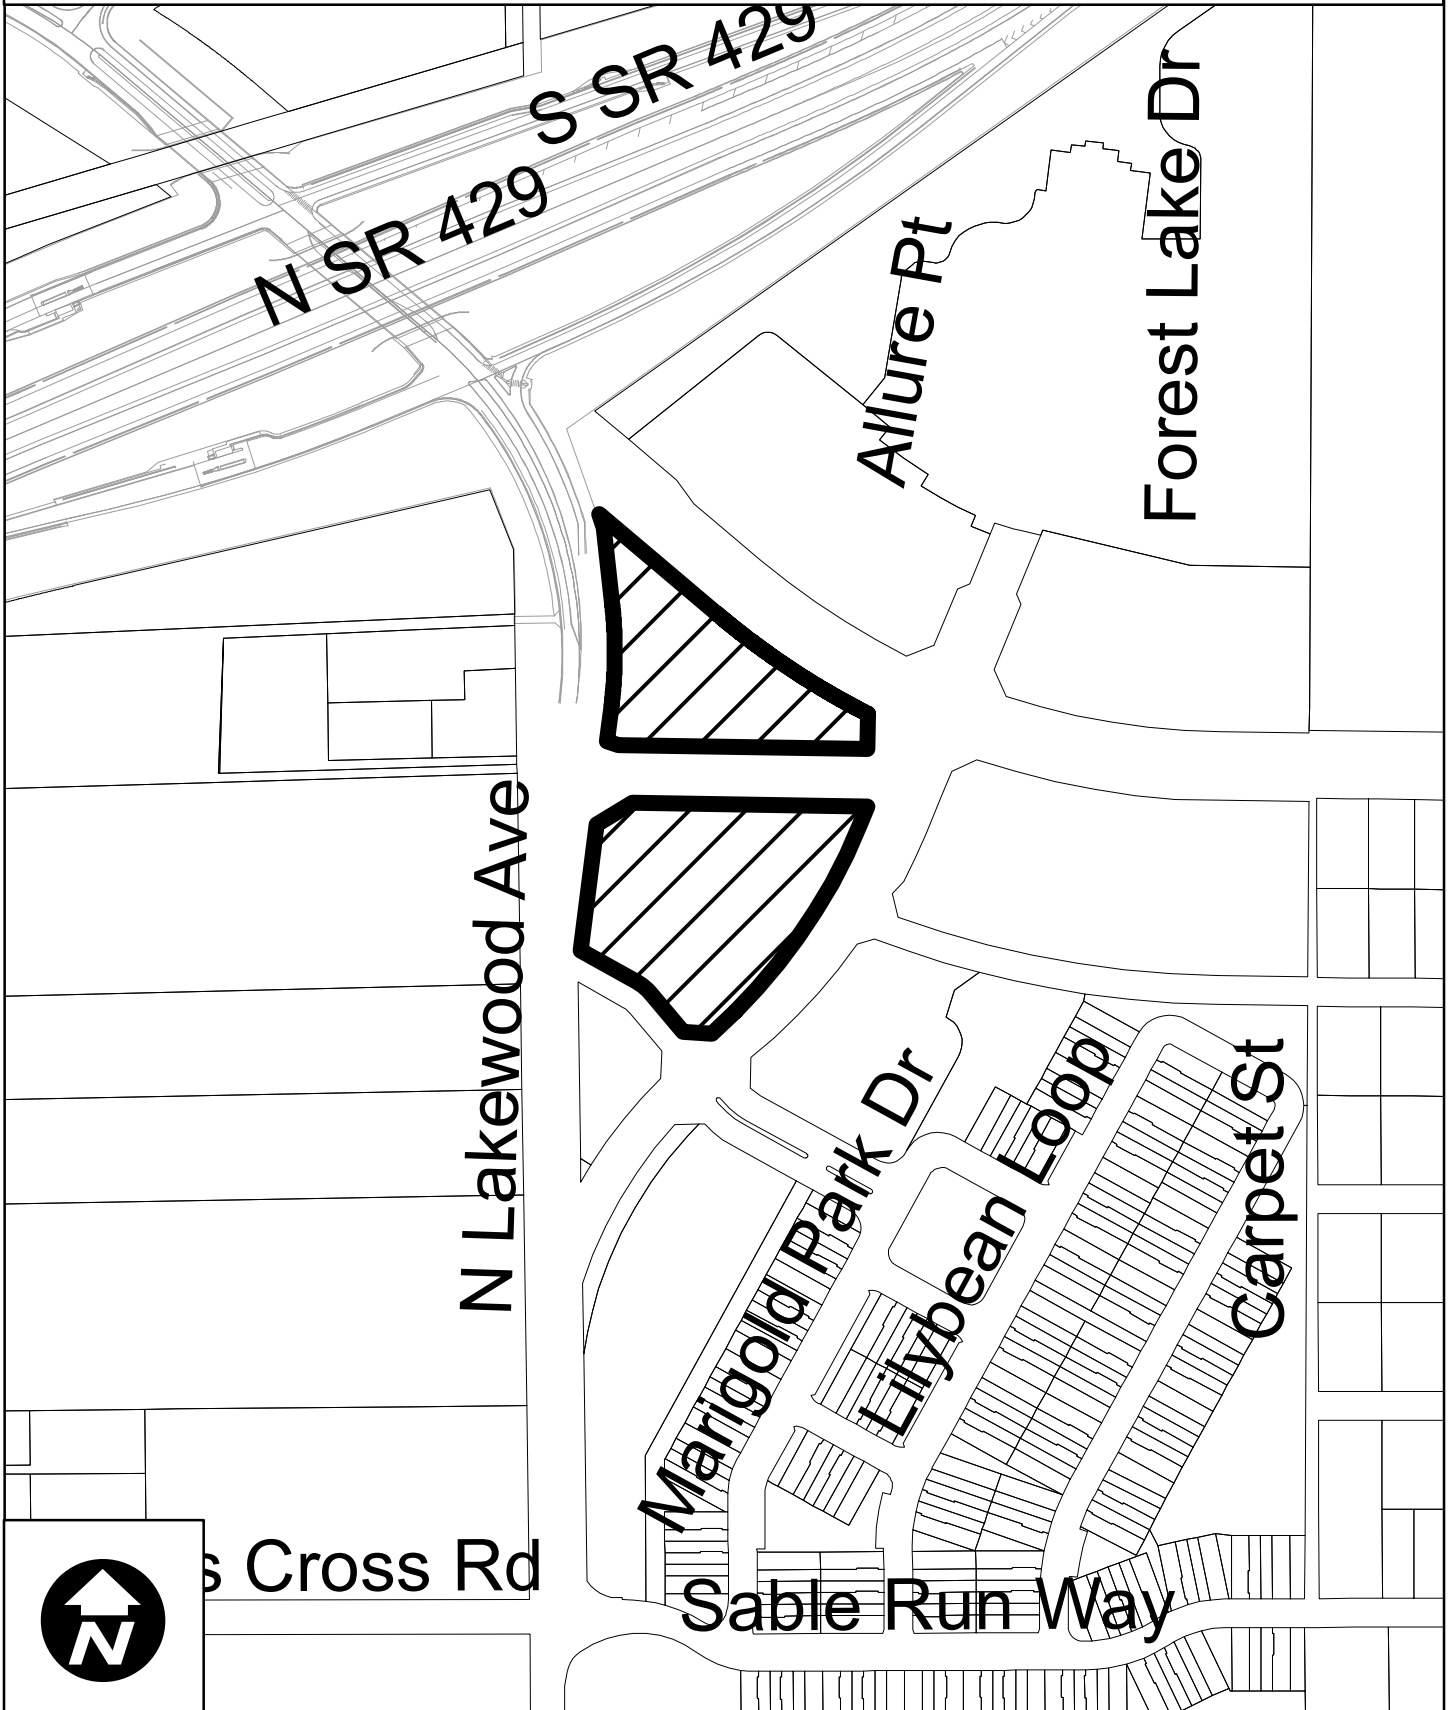 S SR 429
N SR 429
Forest Lake Dr
Allure Pt
N Lakewood Ave
Marigold Park Dr
Lilybean Loop
Carpet St
s Cross Rd
Sable Run Way
N